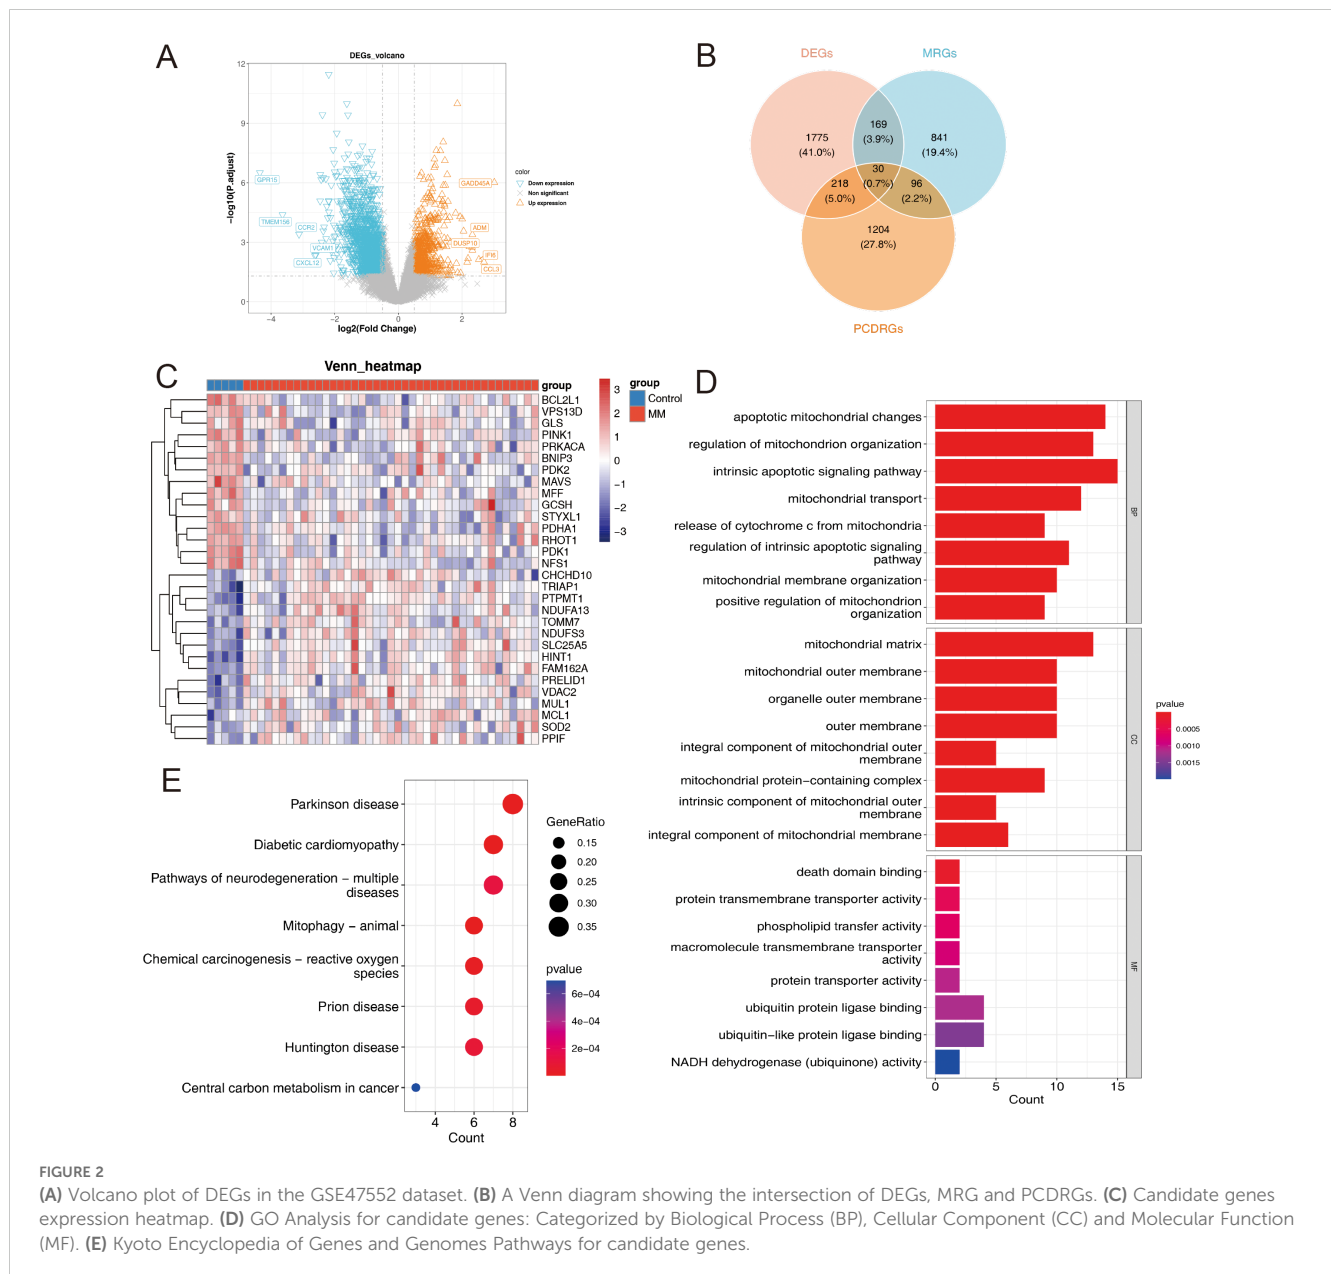 A
DEGs_volcano
12
9
6
3
0
−4
−2
0
2
−log10(P.adjust)
log2(Fold Change)
GPR15
TMEM156
CCR2
VCAM1
CXCL12
GADD45A
ADM
DUSP10
IFI6
CCL3
color
Down expression
Non significant
Up expression
B
DEGs
MRGs
1775
(41.0%)
169
(3.9%)
841
(19.4%)
30
(0.7%)
218
(5.0%)
96
(2.2%)
1204
(27.8%)
PCDRGs
C
Venn_heatmap
group
BCL2L1
VPS13D
GLS
PINK1
PRKACA
BNIP3
PDK2
MAVS
MFF
GCSH
STYXL1
PDHA1
RHOT1
PDK1
NFS1
CHCHD10
TRIAP1
PTPMT1
NDUFA13
TOMM7
NDUFS3
SLC25A5
HINT1
FAM162A
PRELID1
VDAC2
MUL1
MCL1
SOD2
PPIF
3
2
1
0
−1
−2
−3
group
Control
MM
D
apoptotic mitochondrial changes
regulation of mitochondrion organization
intrinsic apoptotic signaling pathway
mitochondrial transport
release of cytochrome c from mitochondria
regulation of intrinsic apoptotic signaling
pathway
mitochondrial membrane organization
positive regulation of mitochondrion
organization
BP
mitochondrial matrix
mitochondrial outer membrane
organelle outer membrane
outer membrane
integral component of mitochondrial outer
membrane
mitochondrial protein−containing complex
intrinsic component of mitochondrial outer
membrane
integral component of mitochondrial membrane
CC
death domain binding
protein transmembrane transporter activity
phospholipid transfer activity
macromolecule transmembrane transporter
activity
protein transporter activity
ubiquitin protein ligase binding
ubiquitin−like protein ligase binding
NADH dehydrogenase (ubiquinone) activity
MF
0
5
10
15
Count
pvalue
0.0005
0.0010
0.0015
E
Parkinson disease
Diabetic cardiomyopathy
Pathways of neurodegeneration − multiple
diseases
Mitophagy − animal
Chemical carcinogenesis − reactive oxygen
species
Prion disease
Huntington disease
Central carbon metabolism in cancer
4
6
8
Count
GeneRatio
0.15
0.20
0.25
0.30
0.35
pvalue
6e−04
4e−04
2e−04
FIGURE 2
(A) Volcano plot of DEGs in the GSE47552 dataset. (B) A Venn diagram showing the intersection of DEGs, MRG and PCDRGs. (C) Candidate genes
expression heatmap. (D) GO Analysis for candidate genes: Categorized by Biological Process (BP), Cellular Component (CC) and Molecular Function
(MF). (E) Kyoto Encyclopedia of Genes and Genomes Pathways for candidate genes.